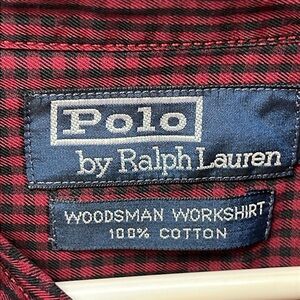 Polo
by Ralph Lauren
WOODSMAN WORKSHIRT
100% COTTON